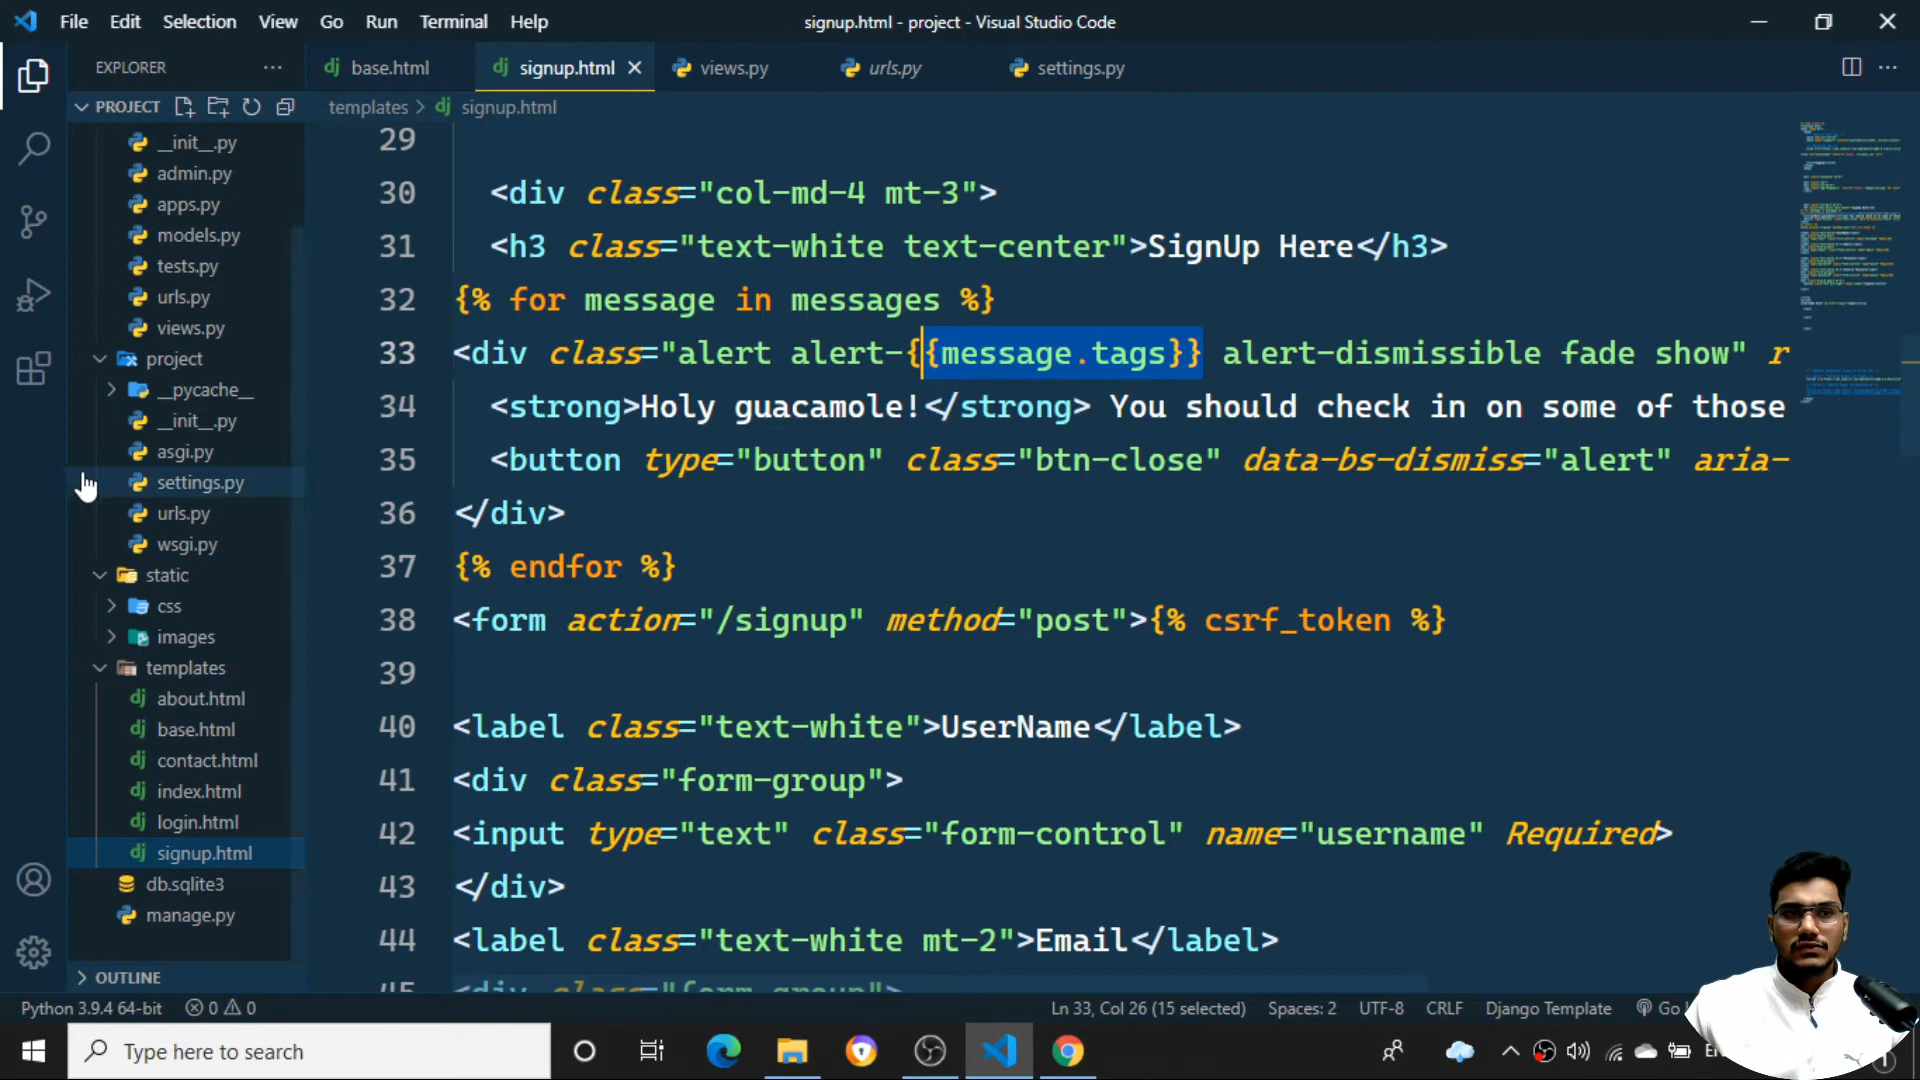 File Edit Selection View Go Run Terminal Help
signup.html - project - Visual Studio Code
EXPLORER
base.html
signup.html
views.py
urls.py
settings.py
PROJECT
templates > signup.html
__init__.py
admin.py
apps.py
models.py
tests.py
urls.py
views.py
project
__pycache__
__init__.py
asgi.py
settings.py
urls.py
wsgi.py
static
css
images
templates
about.html
base.html
contact.html
index.html
login.html
signup.html
db.sqlite3
manage.py
OUTLINE
29
30 <div class="col-md-4 mt-3">
31 <h3 class="text-white text-center">SignUp Here</h3>
32 {% for message in messages %}
33 <div class="alert alert-{{message.tags}} alert-dismissible fade show" r
34 <strong>Holy guacamole!</strong> You should check in on some of those
35 <button type="button" class="btn-close" data-bs-dismiss="alert" aria-
36 </div>
37 {% endfor %}
38 <form action="/signup" method="post">{% csrf_token %}
39
40 <label class="text-white">UserName</label>
41 <div class="form-group">
42 <input type="text" class="form-control" name="username" Required>
43 </div>
44 <label class="text-white mt-2">Email</label>
45 <div class="form-group">
Python 3.9.4 64-bit
0 0
Ln 33, Col 26 (15 selected)
Spaces: 2
UTF-8
CRLF
Django Template
Go
Type here to search